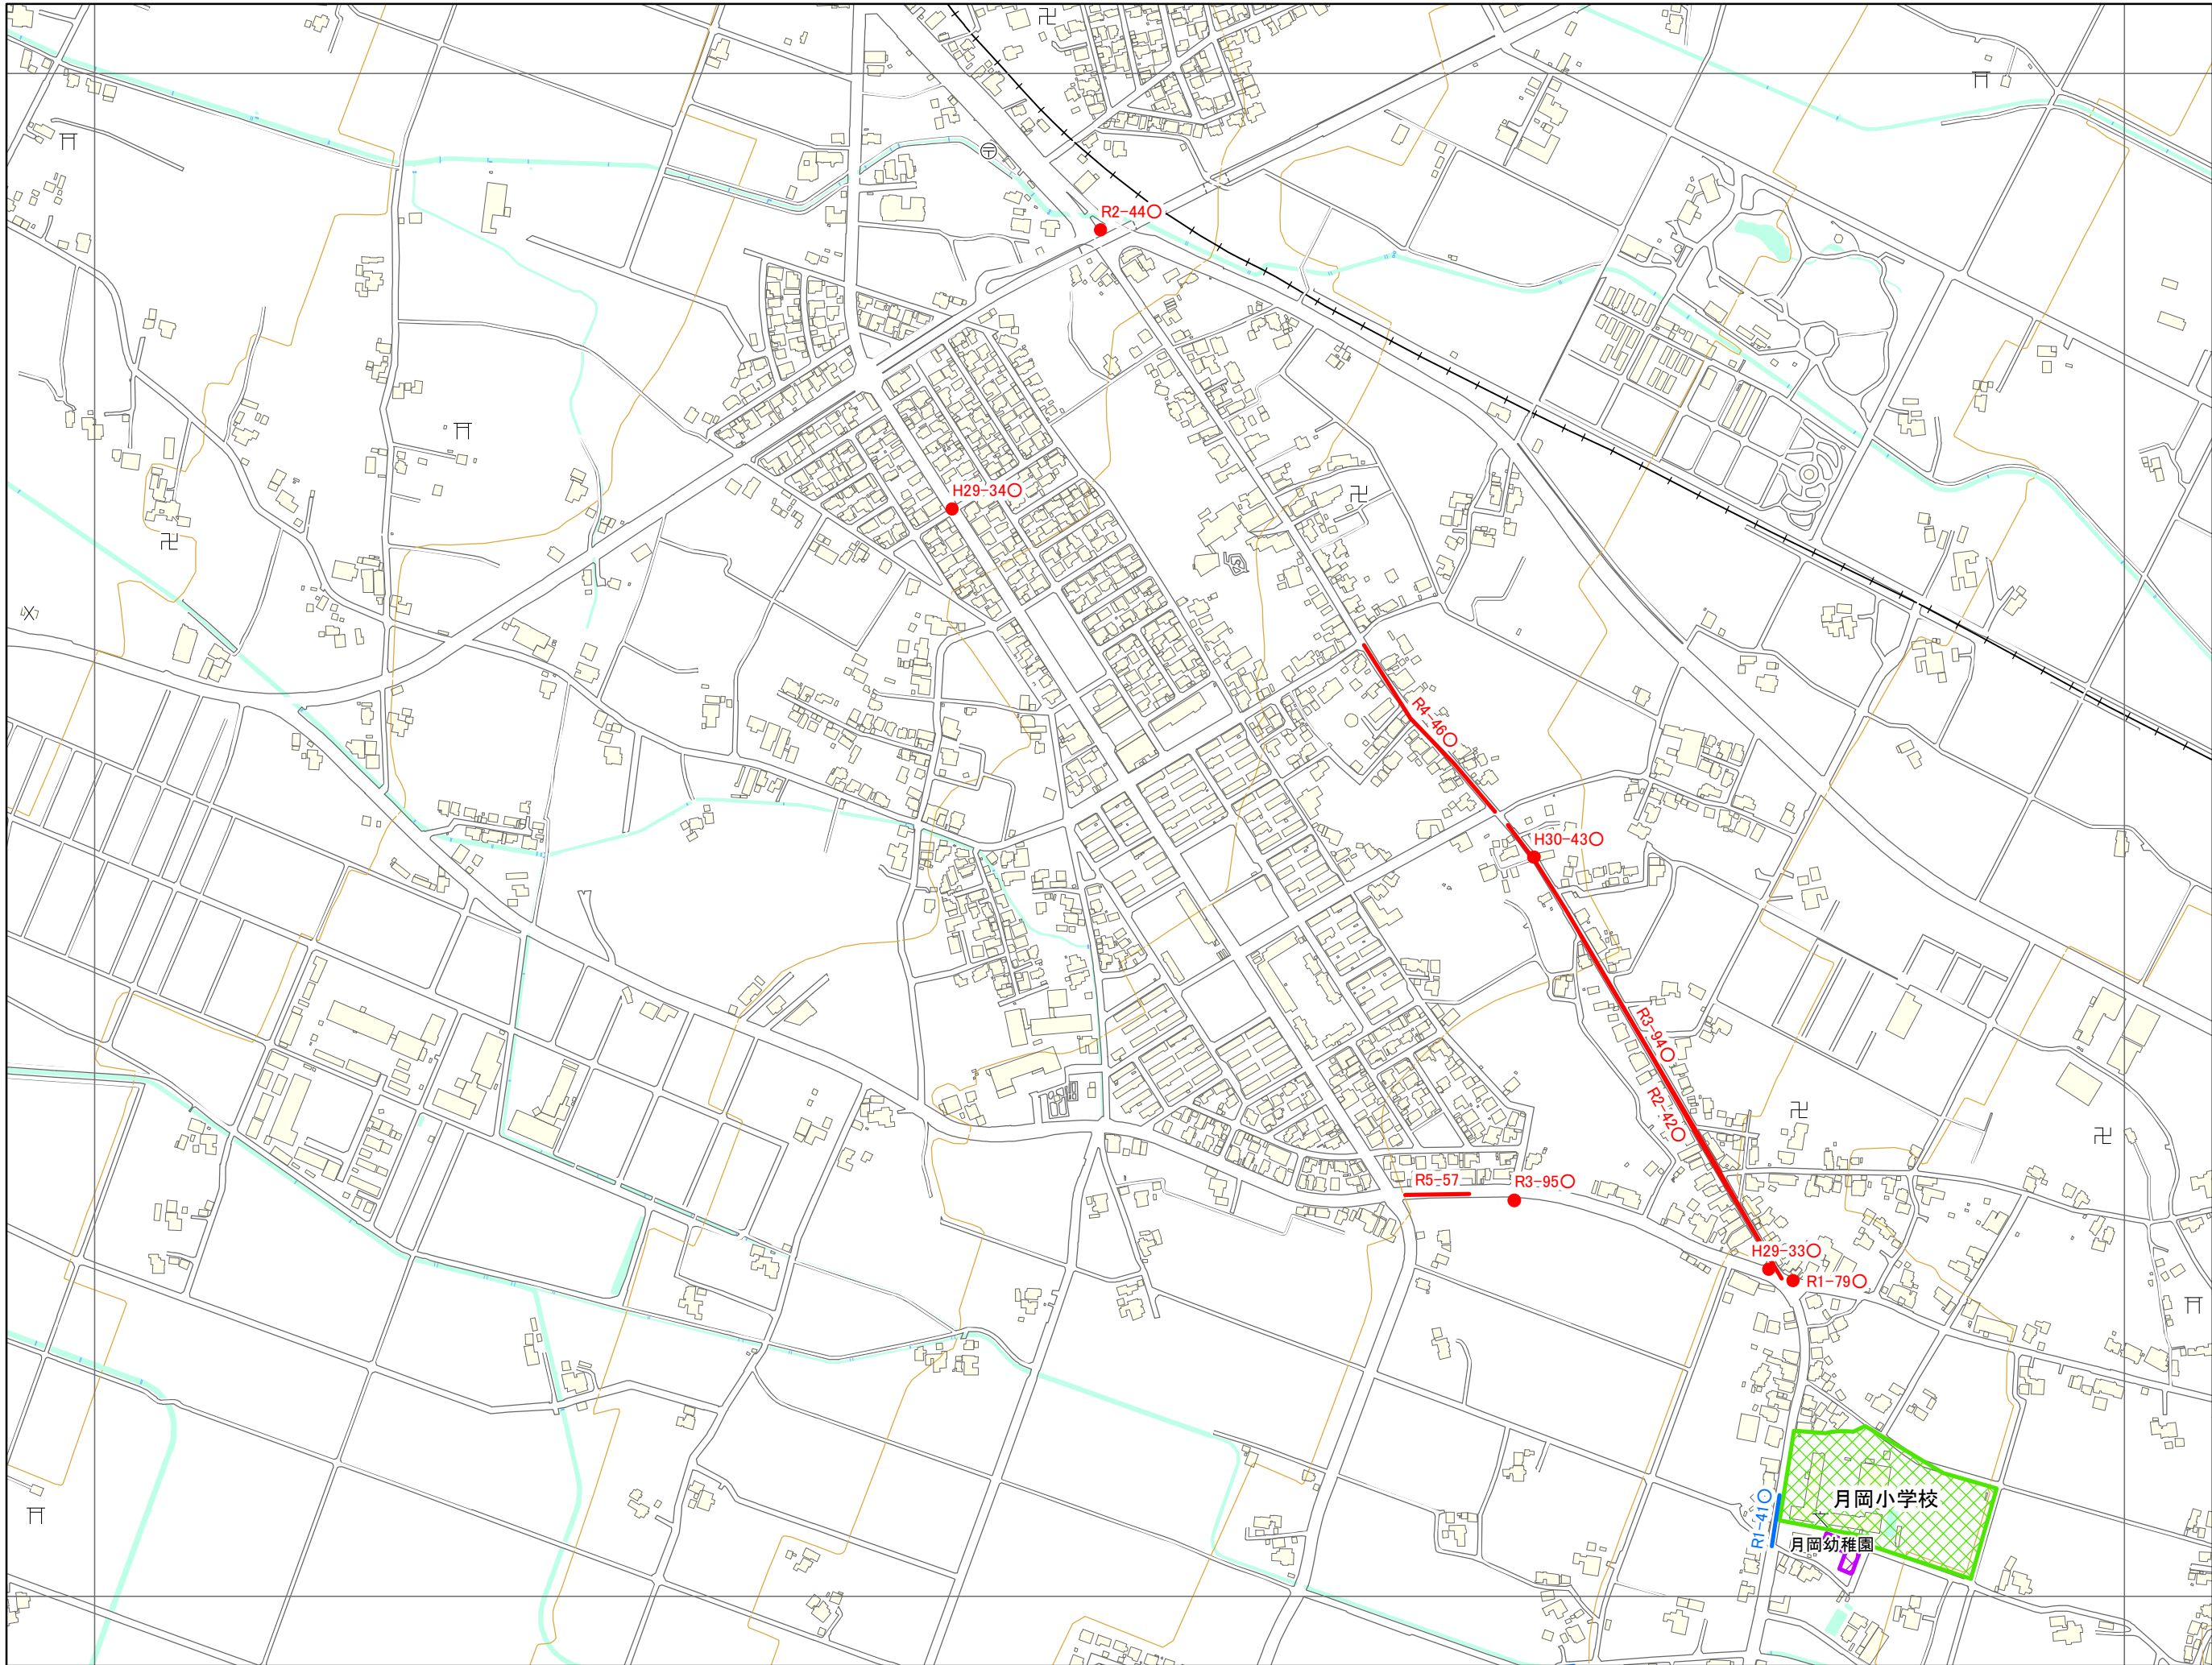 R2-44○
H29-34○
R4-46○
H30-43○
R3-94○
R2-42○
R5-57
R3-95○
H29-33○
R1-79○
R1-41○
月岡小学校
月岡幼稚園